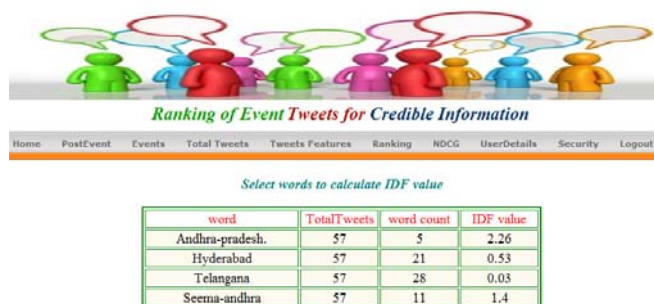 Ranking of Event Tweets for Credible Information
Home PostEvent Events Total Tweets Tweets Features Ranking NDCG UserDetails Security Logout
Select words to calculate IDF value
word TotalTweets word count IDF value
Andhra-pradesh. 57 5 2.26
Hyderabad 57 21 0.53
Telangana 57 28 0.03
Seema-andhra 57 11 1.4